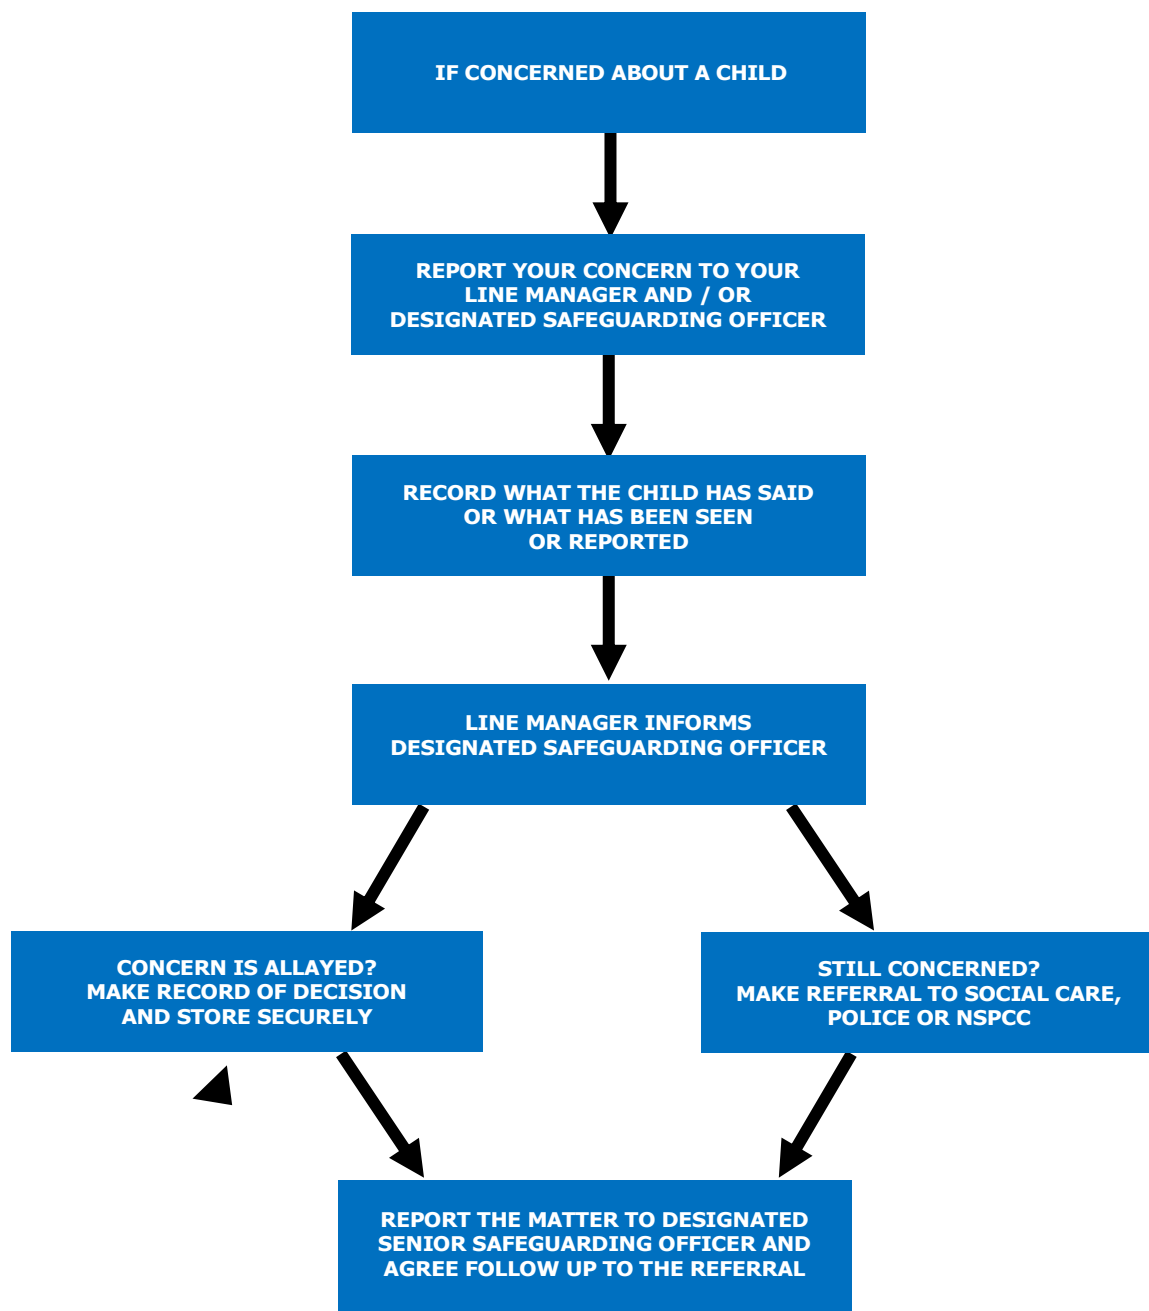 IF CONCERNED ABOUT A CHILD
REPORT YOUR CONCERN TO YOUR
LINE MANAGER AND / OR
DESIGNATED SAFEGUARDING OFFICER
RECORD WHAT THE CHILD HAS SAID
OR WHAT HAS BEEN SEEN
OR REPORTED
LINE MANAGER INFORMS
DESIGNATED SAFEGUARDING OFFICER
CONCERN IS ALLAYED?
MAKE RECORD OF DECISION
AND STORE SECURELY
STILL CONCERNED?
MAKE REFERRAL TO SOCIAL CARE,
POLICE OR NSPCC
REPORT THE MATTER TO DESIGNATED
SENIOR SAFEGUARDING OFFICER AND
AGREE FOLLOW UP TO THE REFERRAL